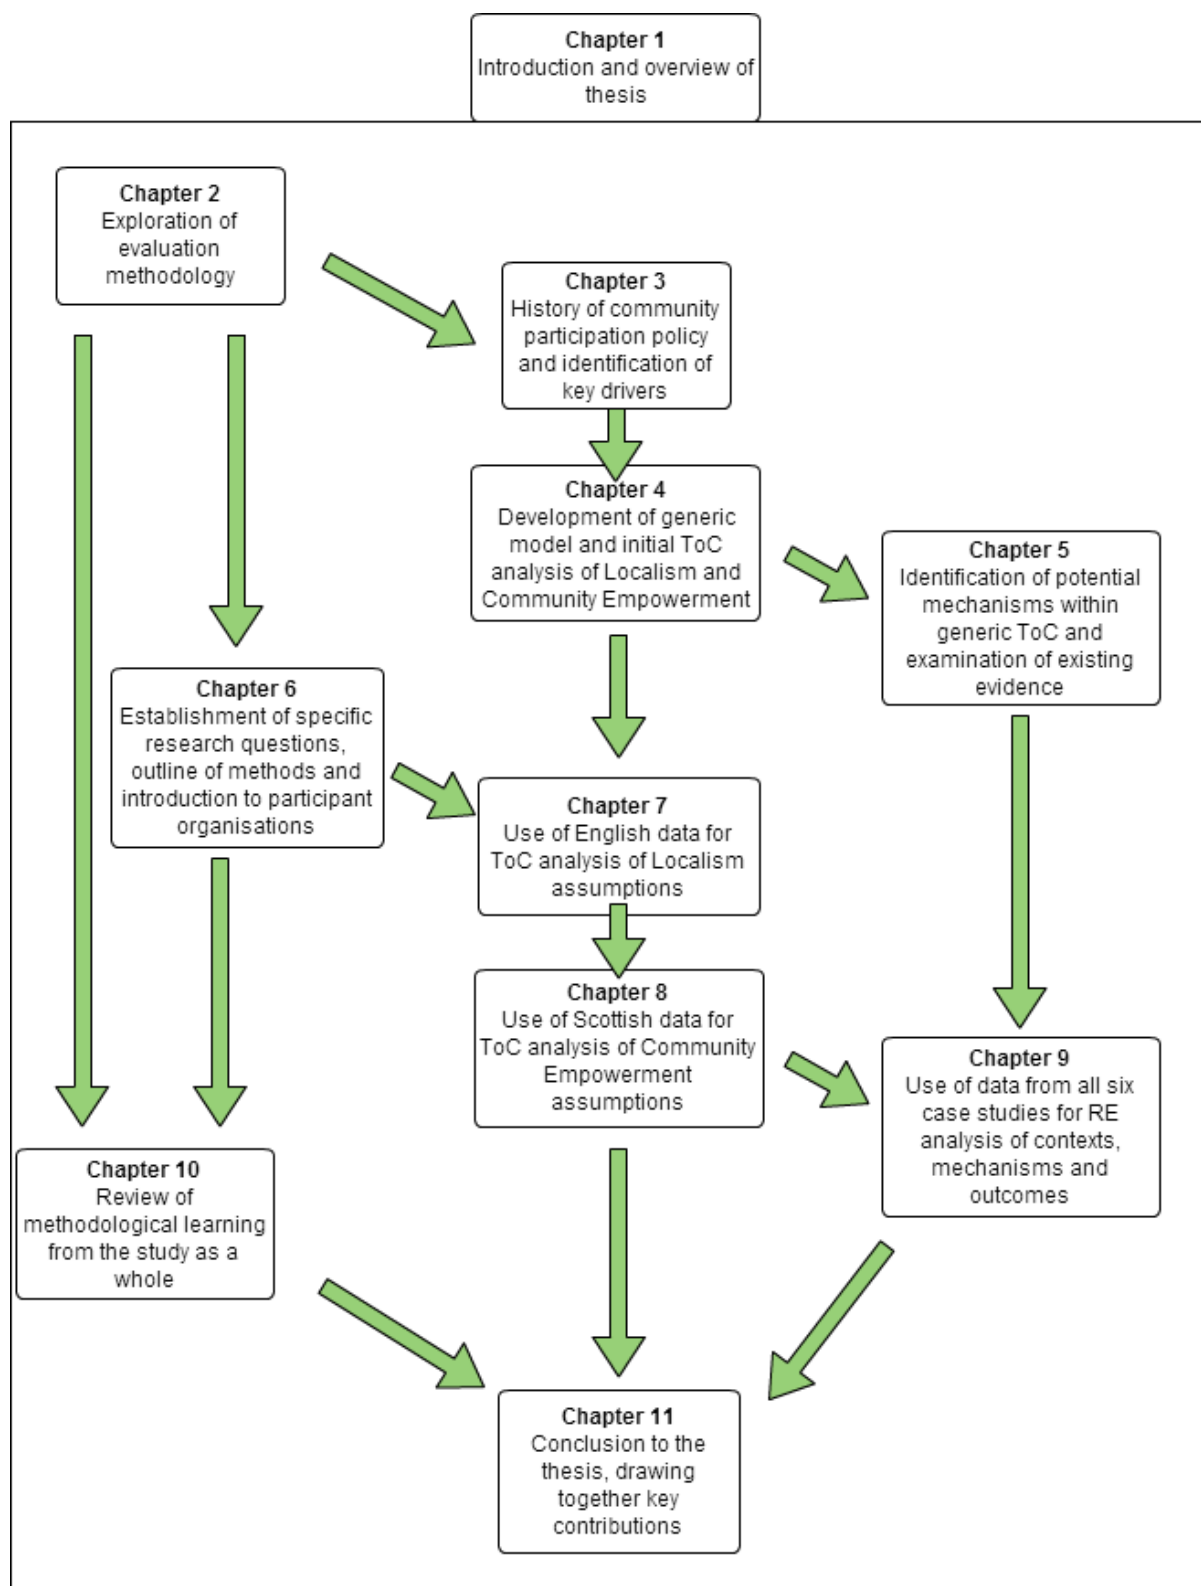 Chapter 1
Introduction and overview of
thesis
Chapter 2
Exploration of
evaluation
methodology
Chapter 3
History of community
participation policy
and identification of
key drivers
Chapter 4
Development of generic
model and initial ToC
analysis of Localism and
Community Empowerment
Chapter 5
Identification of potential
mechanisms within
generic ToC and
examination of existing
evidence
Chapter 6
Establishment of specific
research questions,
outline of methods and
introduction to participant
organisations
Chapter 7
Use of English data for
ToC analysis of Localism
assumptions
Chapter 8
Use of Scottish data for
ToC analysis of Community
Empowerment
assumptions
Chapter 9
Use of data from all six
case studies for RE
analysis of contexts,
mechanisms and
outcomes
Chapter 10
Review of
methodological learning
from the study as a
whole
Chapter 11
Conclusion to the
thesis, drawing
together key
contributions